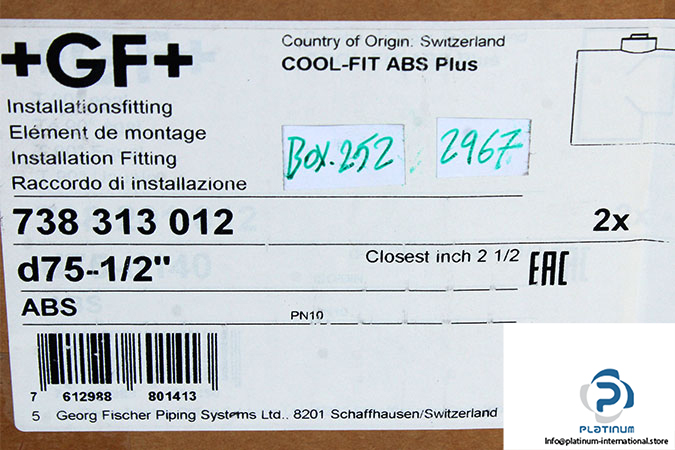 +GF+
Country of Origin: Switzerland
COOL-FIT ABS Plus
Installationsfitting
Elément de montage
Installation Fitting
Raccordo di installazione
Box.252
2967
738 313 012
2x
d75-1/2"
Closest inch 2 1/2
EAC
ABS
PN10
7 612988 801413
5 Georg Fischer Piping Systems Ltd., 8201 Schaffhausen/Switzerland
PLATINUM
Info@platinum-international.store